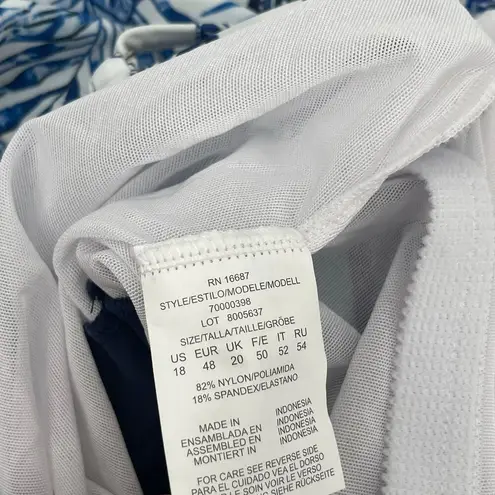 RN 16687
STYLE/ESTILO/MODELE/MODELL
70000398
LOT 8005637
SIZE/TALLA/TAILLE/GRÖBE
US EUR UK F/E IT RU
18 48 20 50 52 54
82% NYLON/POLIAMIDA
18% SPANDEX/ELASTANO
MADE IN INDONESIA
ENSAMBLADA EN INDONESIA
ASSEMBLED EN INDONESIA
MONTIERT IN INDONESIA
FOR CARE SEE REVERSE SIDE
PARA EL CUIDADO VEA EL DORSO
LE SOIN VOIR LE VERSO
SIEHE RÜCKSEITE